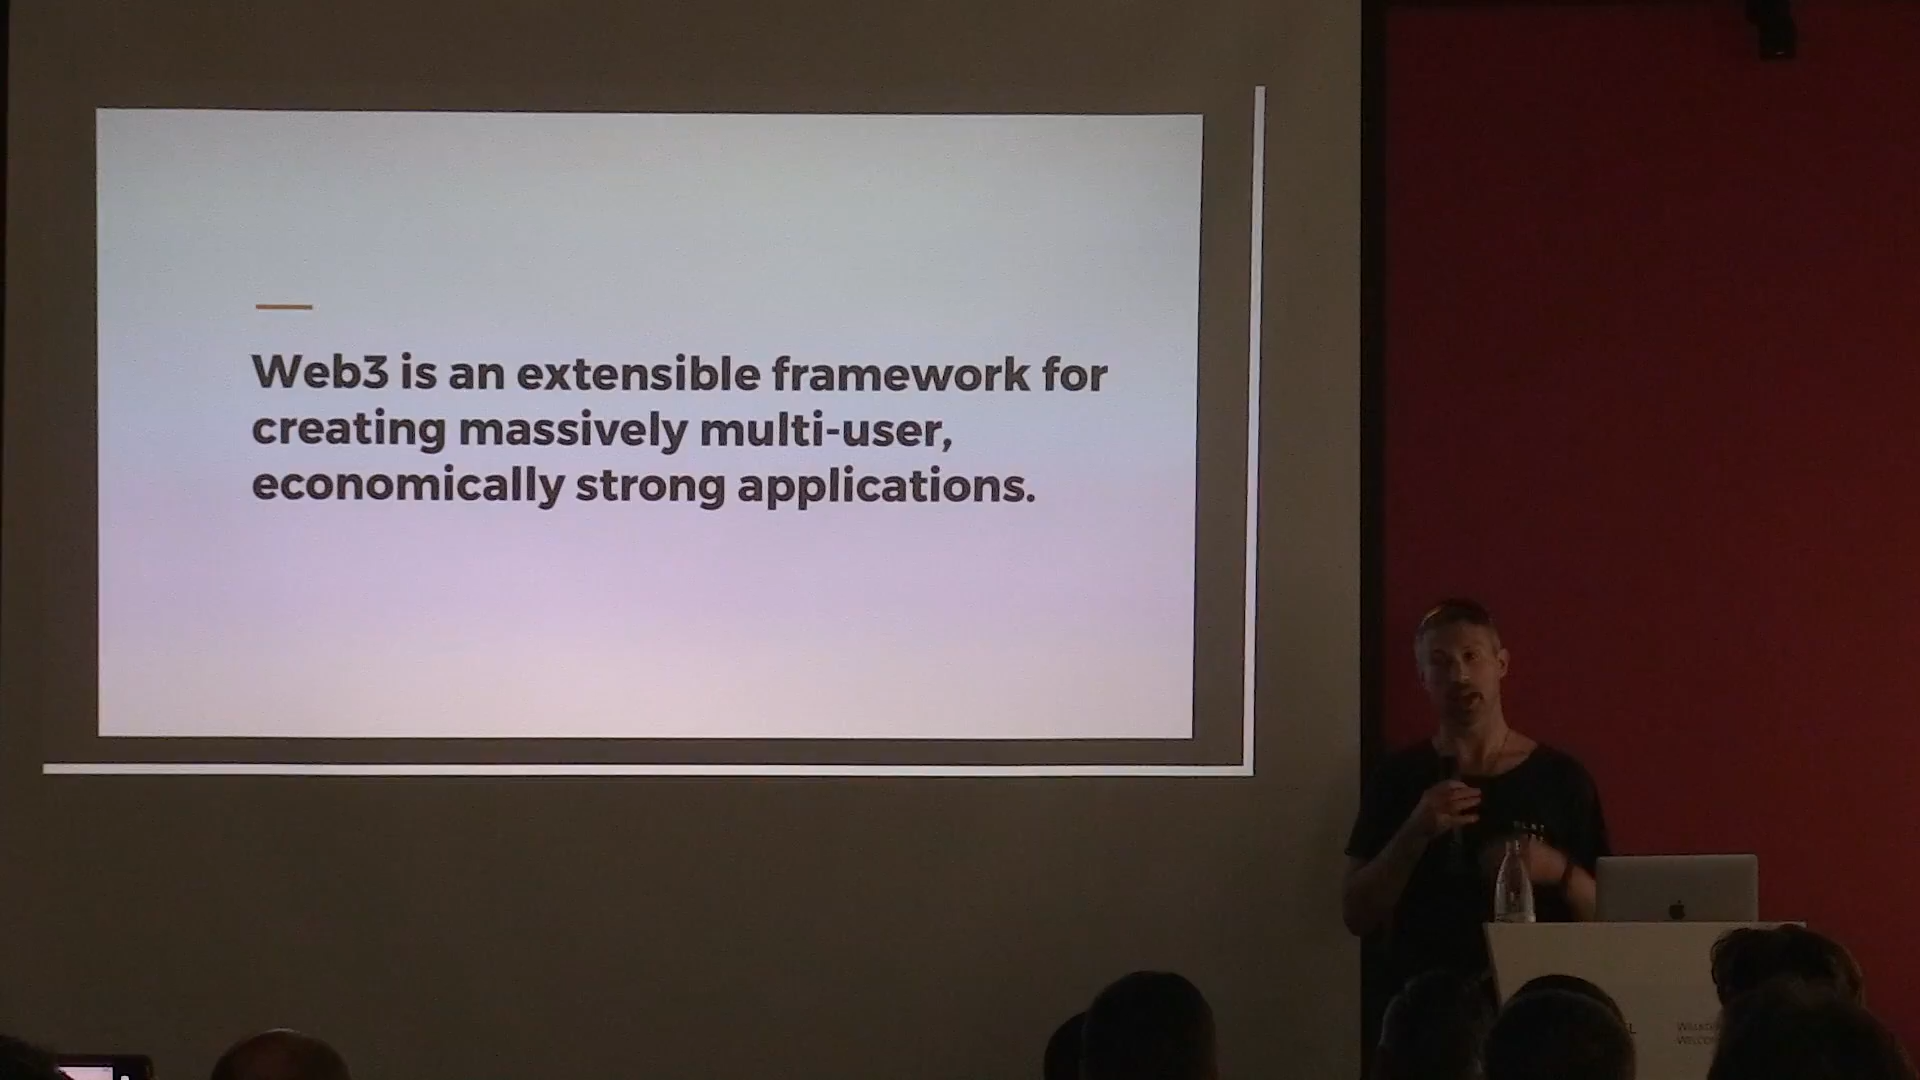 Web3 is an extensible framework for
creating massively multi-user,
economically strong applications.